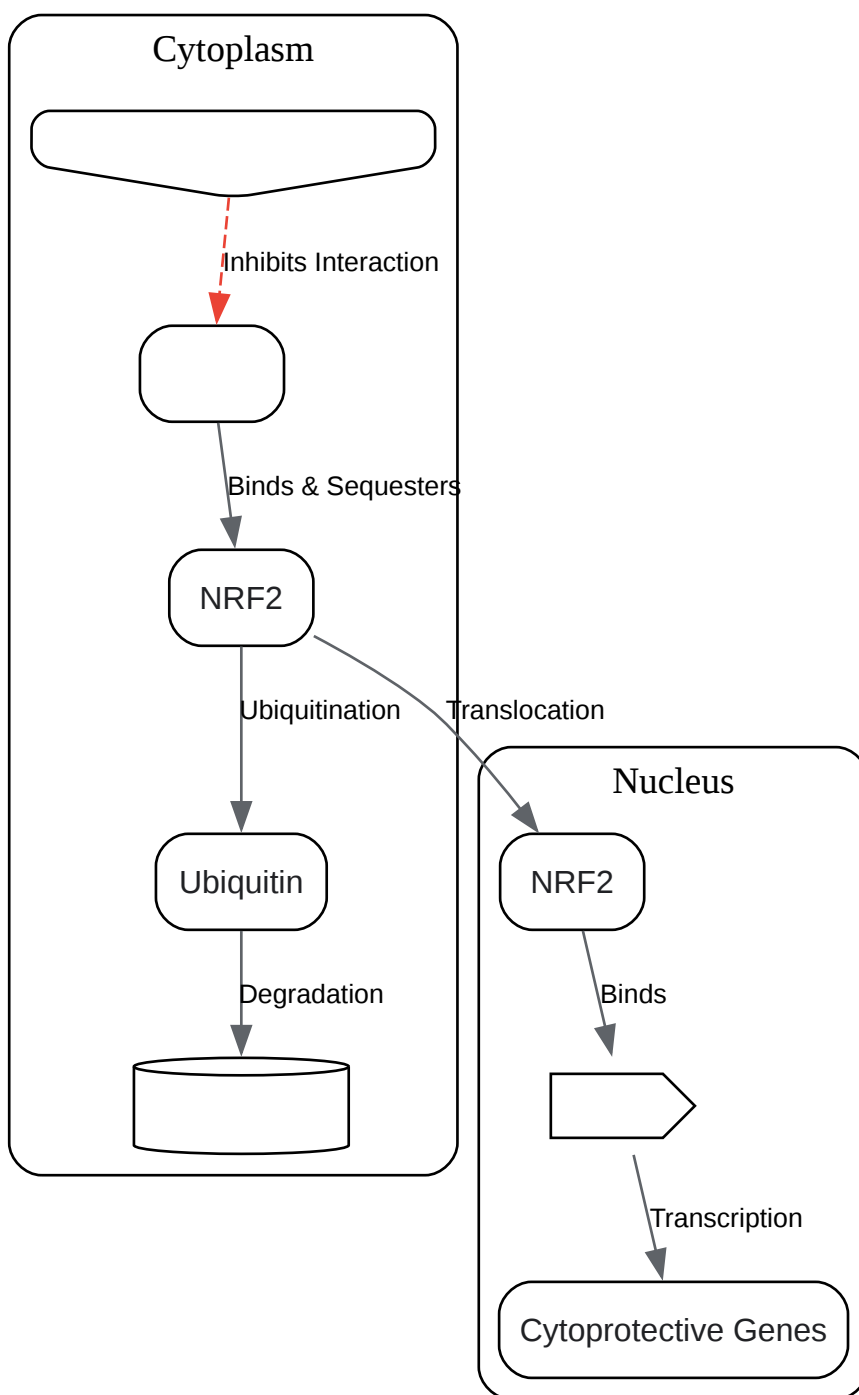 Cytoplasm
Inhibits Interaction
Binds & Sequesters
NRF2
Ubiquitination
Translocation
Nucleus
Ubiquitin
NRF2
Degradation
Binds
Transcription
Cytoprotective Genes